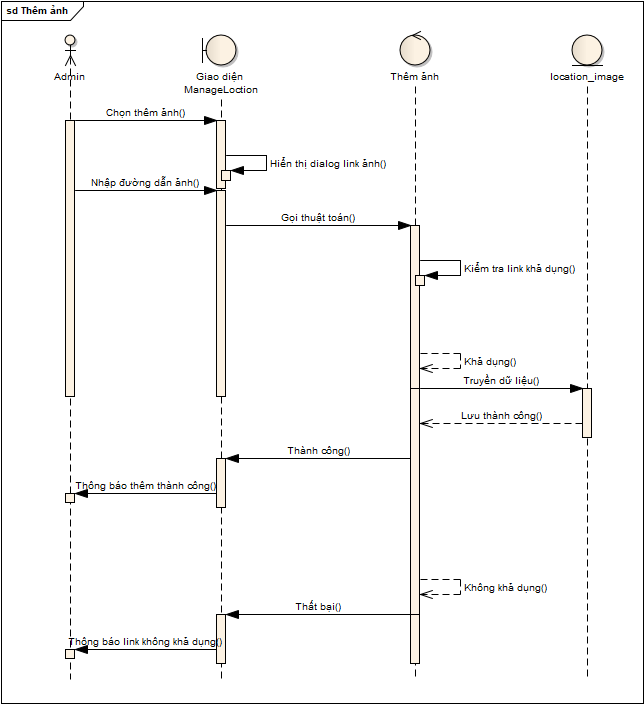 sd Thêm ảnh
Admin
Giao diện
ManageLoction
Thêm ảnh
location_image
Chọn thêm ảnh()
Hiển thị dialog link ảnh()
Nhập đường dẫn ảnh()
Gọi thuật toán()
Kiểm tra link khả dụng()
Khả dụng()
Truyền dữ liệu()
Lưu thành công()
Thành công()
Thông báo thêm thành công()
Không khả dụng()
Thất bại()
Thông báo link không khả dụng()